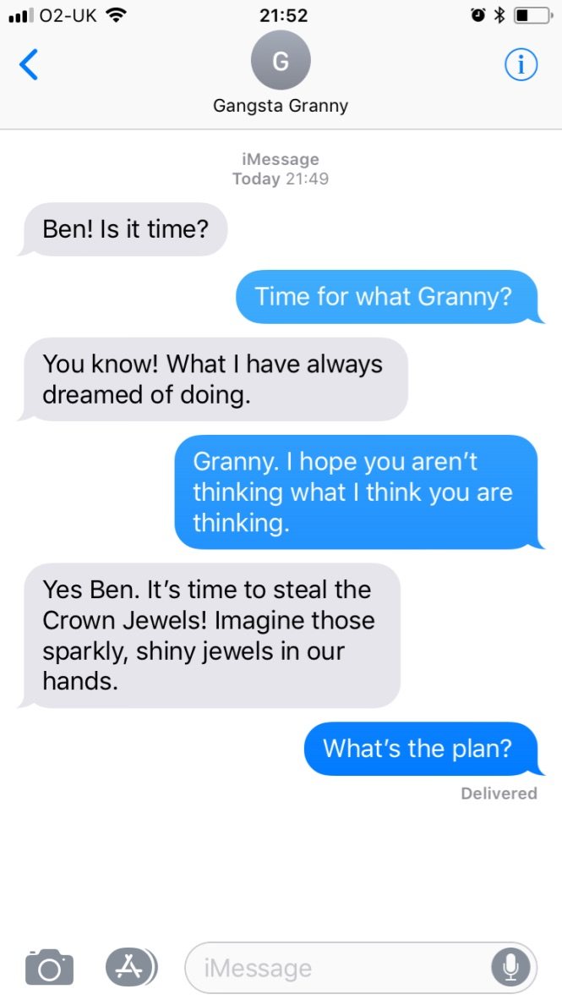 O2-UK 21:52
G
Gangsta Granny
iMessage
Today 21:49
Ben! Is it time?
Time for what Granny?
You know! What I have always
dreamed of doing.
Granny. I hope you aren’t
thinking what I think you are
thinking.
Yes Ben. It’s time to steal the
Crown Jewels! Imagine those
sparkly, shiny jewels in our
hands.
What’s the plan?
Delivered
iMessage